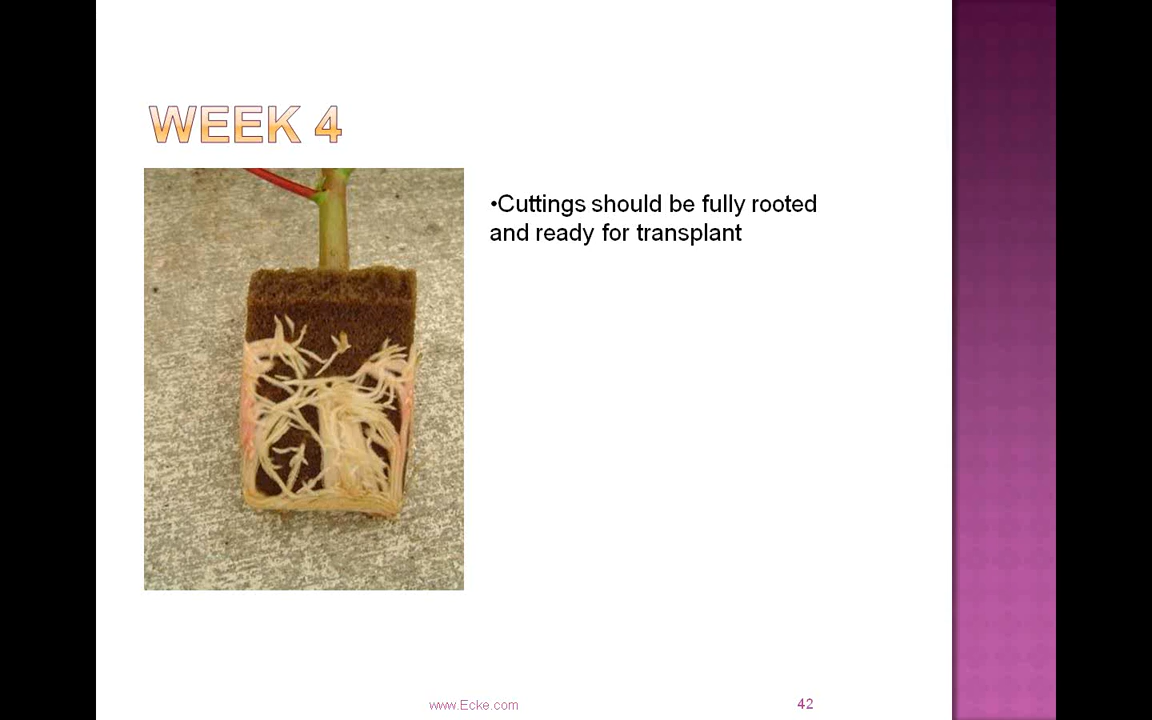 WEEK 4
•Cuttings should be fully rooted
and ready for transplant
www.Ecke.com
42